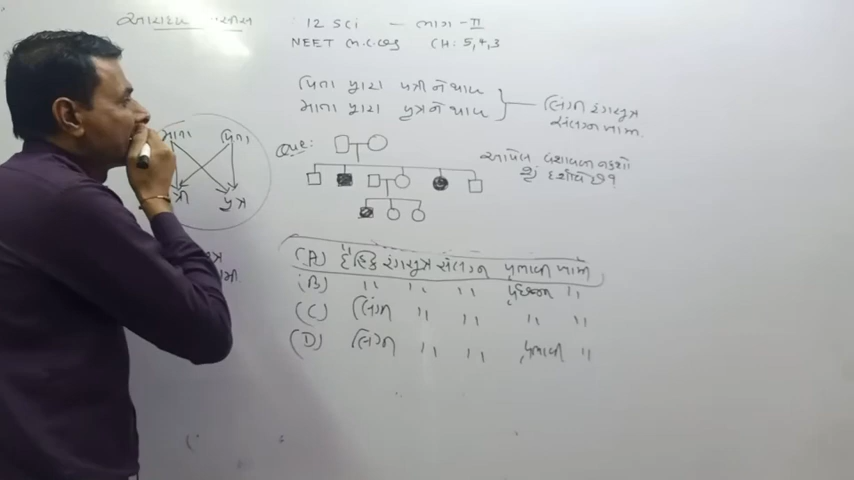 12 Sci - ભાગ - II
NEET M.C.Qs CH: 5, 4, 3
પિતા દ્વારા પુત્રીને થાય
માતા દ્વારા પુત્રને થાય
લિંગ રંગસૂત્ર
સંલગ્ન ખામી
માતા પિતા
ત્રી પુત્ર
Que:
આપેલ વંશાવળી નકશો
શું દર્શાવે છે?
(A) દૈહિક રંગસૂત્ર સંલગ્ન પ્રભાવી ખામી
(B) " " " પ્રચ્છન્ન "
(C) લિંગ " " " "
(D) લિંગ " " પ્રભાવી "